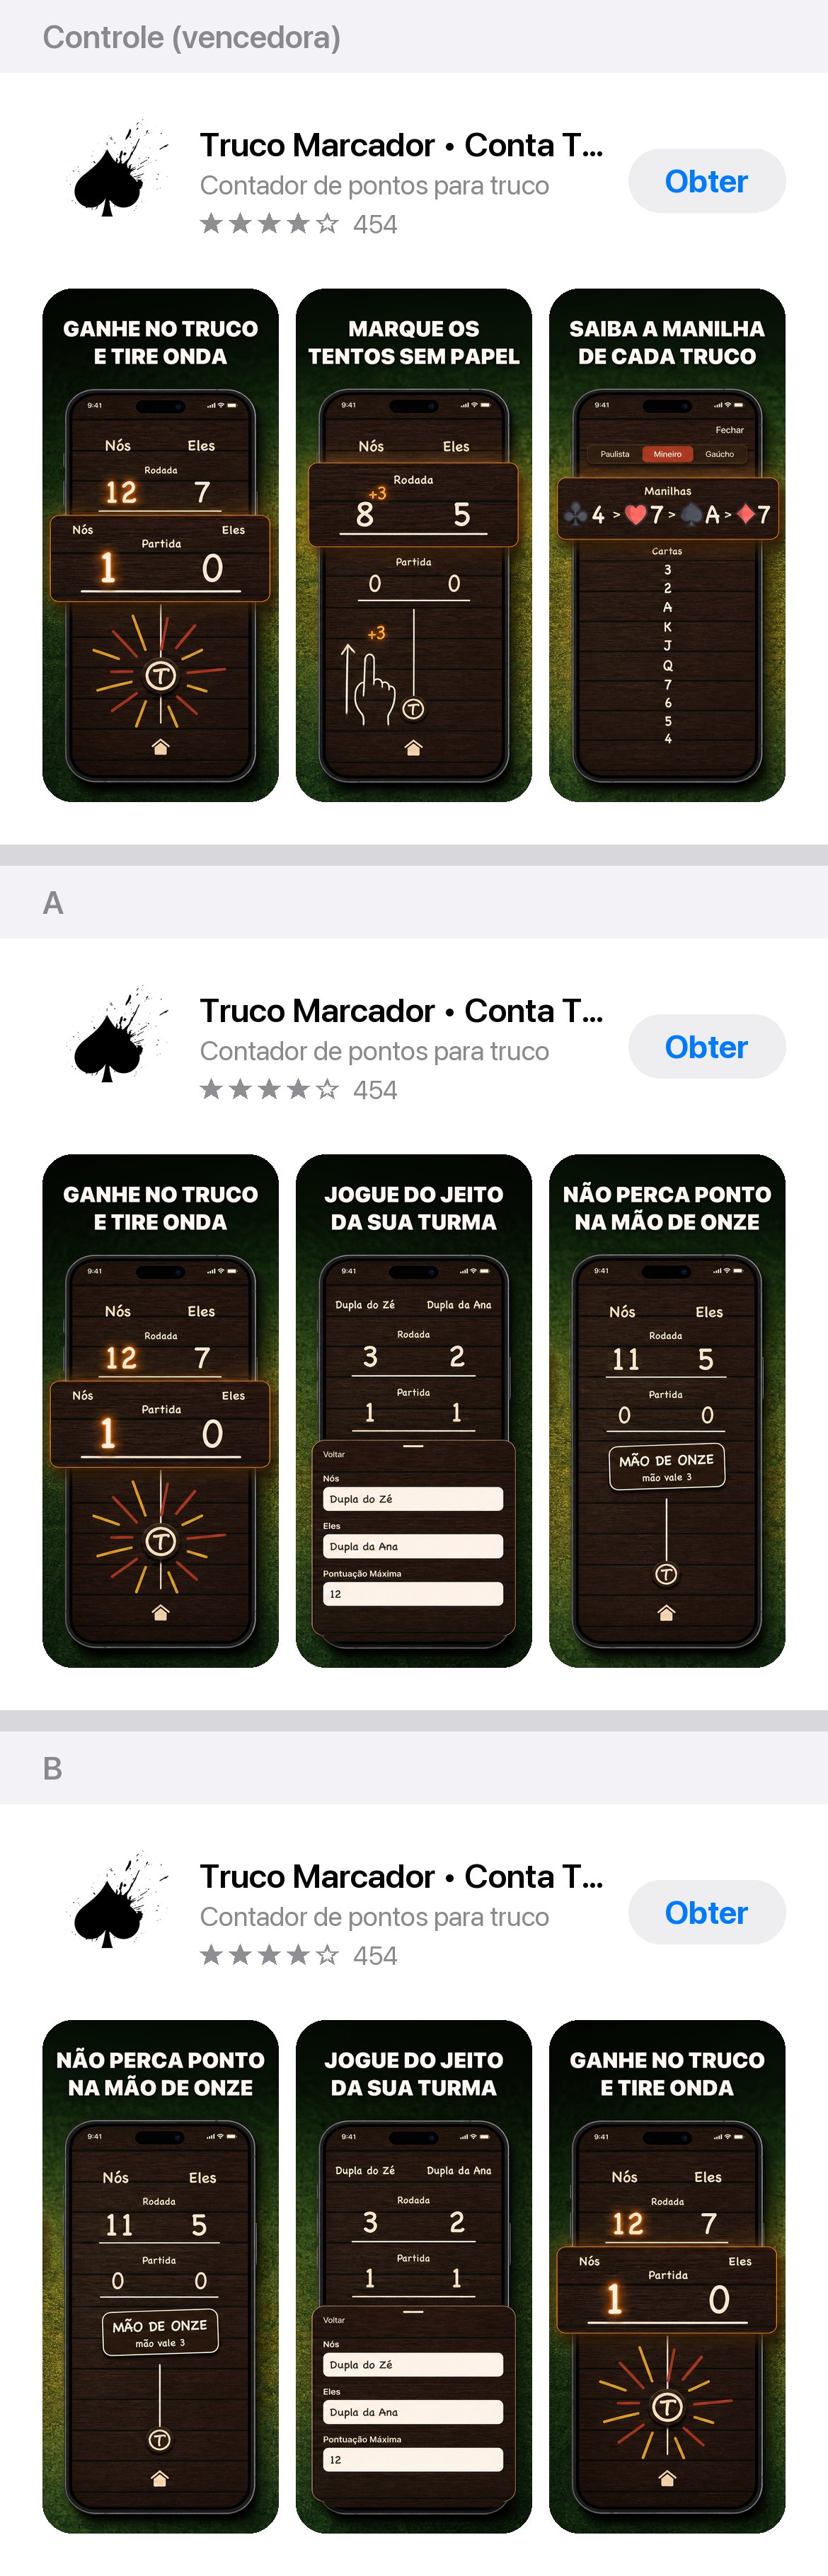 Controle (vencedora)
Truco Marcador • Conta T...
Contador de pontos para truco
454
Obter
GANHE NO TRUCO
E TIRE ONDA
9:41
Nós Eles
Rodada
12 7
Nós Eles
Partida
1 0
T
MARQUE OS
TENTOS SEM PAPEL
9:41
Nós Eles
Rodada
+3
8 5
Partida
0 0
+3
T
SAIBA A MANILHA
DE CADA TRUCO
9:41
Fechar
Paulista Mineiro Gaúcho
Manilhas
♣4 > ♥7 > ♠A > ♦7
Cartas
3
2
A
K
J
Q
7
6
5
4
A
Truco Marcador • Conta T...
Contador de pontos para truco
454
Obter
GANHE NO TRUCO
E TIRE ONDA
9:41
Nós Eles
Rodada
12 7
Nós Eles
Partida
1 0
T
JOGUE DO JEITO
DA SUA TURMA
9:41
Dupla do Zé Dupla da Ana
Rodada
3 2
Partida
1 1
Voltar
Nós
Dupla do Zé
Eles
Dupla da Ana
Pontuação Máxima
12
NÃO PERCA PONTO
NA MÃO DE ONZE
9:41
Nós Eles
Rodada
11 5
Partida
0 0
MÃO DE ONZE
mão vale 3
T
B
Truco Marcador • Conta T...
Contador de pontos para truco
454
Obter
NÃO PERCA PONTO
NA MÃO DE ONZE
9:41
Nós Eles
Rodada
11 5
Partida
0 0
MÃO DE ONZE
mão vale 3
T
JOGUE DO JEITO
DA SUA TURMA
9:41
Dupla do Zé Dupla da Ana
Rodada
3 2
Partida
1 1
Voltar
Nós
Dupla do Zé
Eles
Dupla da Ana
Pontuação Máxima
12
GANHE NO TRUCO
E TIRE ONDA
9:41
Nós Eles
Rodada
12 7
Nós Eles
Partida
1 0
T